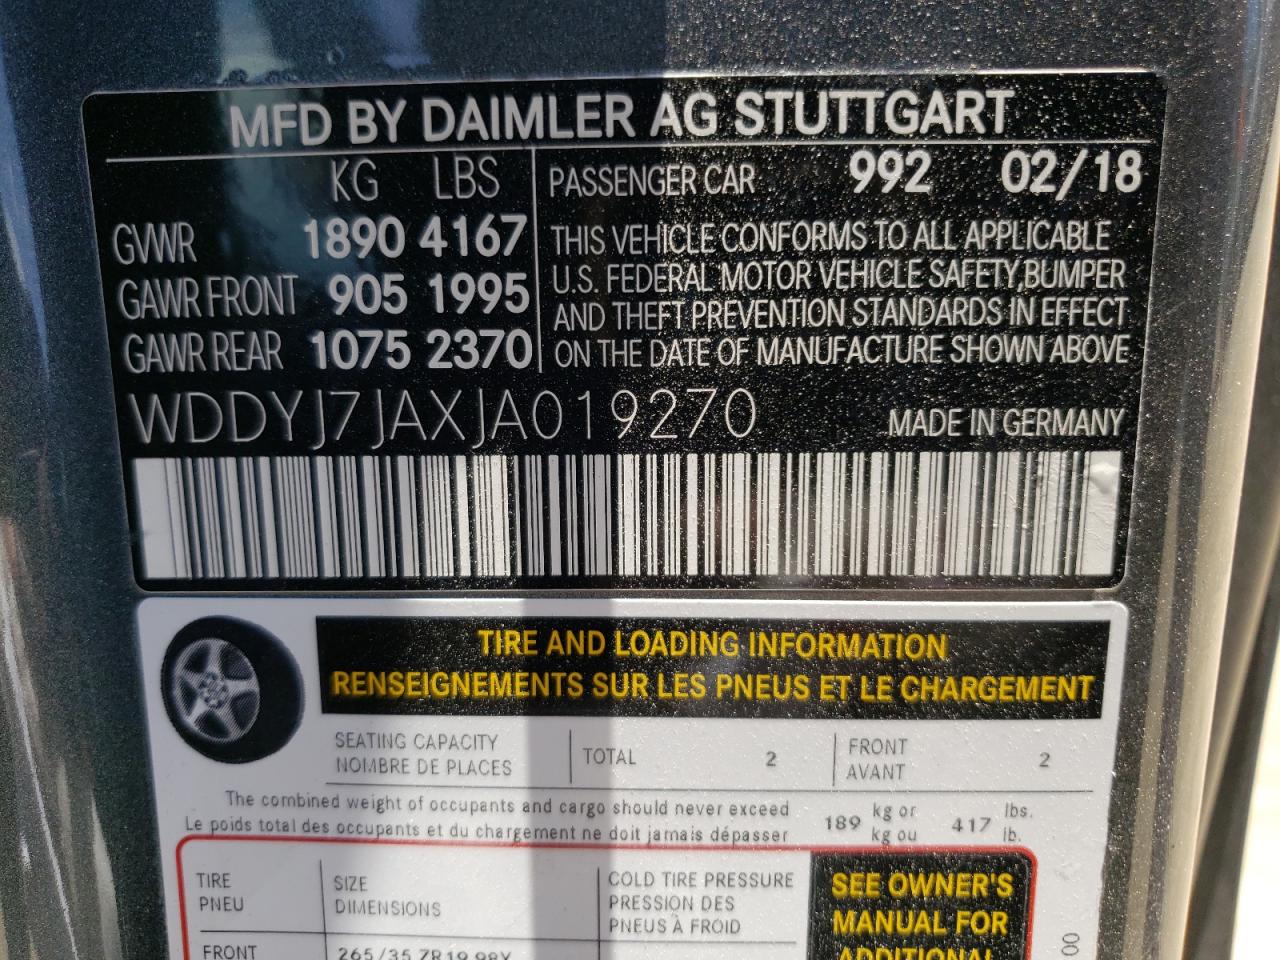 MFD BY DAIMLER AG STUTTGART
KG LBS
PASSENGER CAR 992 02/18
GVWR 1890 4167
GAWR FRONT 905 1995
GAWR REAR 1075 2370
THIS VEHICLE CONFORMS TO ALL APPLICABLE
U.S. FEDERAL MOTOR VEHICLE SAFETY,BUMPER
AND THEFT PREVENTION STANDARDS IN EFFECT
ON THE DATE OF MANUFACTURE SHOWN ABOVE
WDDYJ7JAXJA019270 MADE IN GERMANY
TIRE AND LOADING INFORMATION
RENSEIGNEMENTS SUR LES PNEUS ET LE CHARGEMENT
SEATING CAPACITY
NOMBRE DE PLACES
TOTAL 2
FRONT
AVANT
2
The combined weight of occupants and cargo should never exceed
Le poids total des occupants et du chargement ne doit jamais dépasser
189 kg or 417 lbs.
kg ou lb.
TIRE
PNEU
SIZE
DIMENSIONS
COLD TIRE PRESSURE
PRESSION DES
PNEUS À FROID
SEE OWNER'S
MANUAL FOR
ADDITIONAL
FRONT 265/35 ZR19 98Y
00